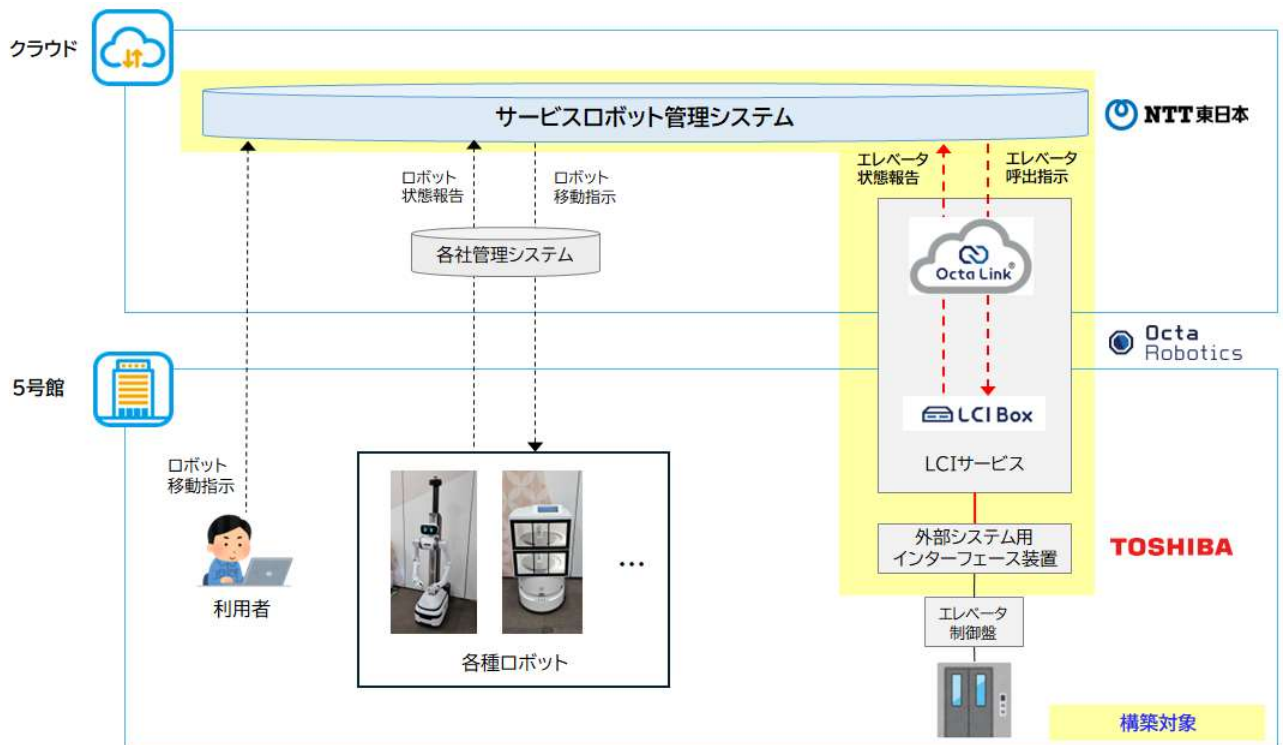 クラウド
サービスロボット管理システム
NTT東日本
ロボット
状態報告
ロボット
移動指示
エレベータ
状態報告
エレベータ
呼出指示
各社管理システム
Octa Link®
Octa
Robotics
5号館
LCI Box
LCIサービス
ロボット
移動指示
外部システム用
インターフェース装置
TOSHIBA
...
利用者
エレベータ
制御盤
各種ロボット
構築対象